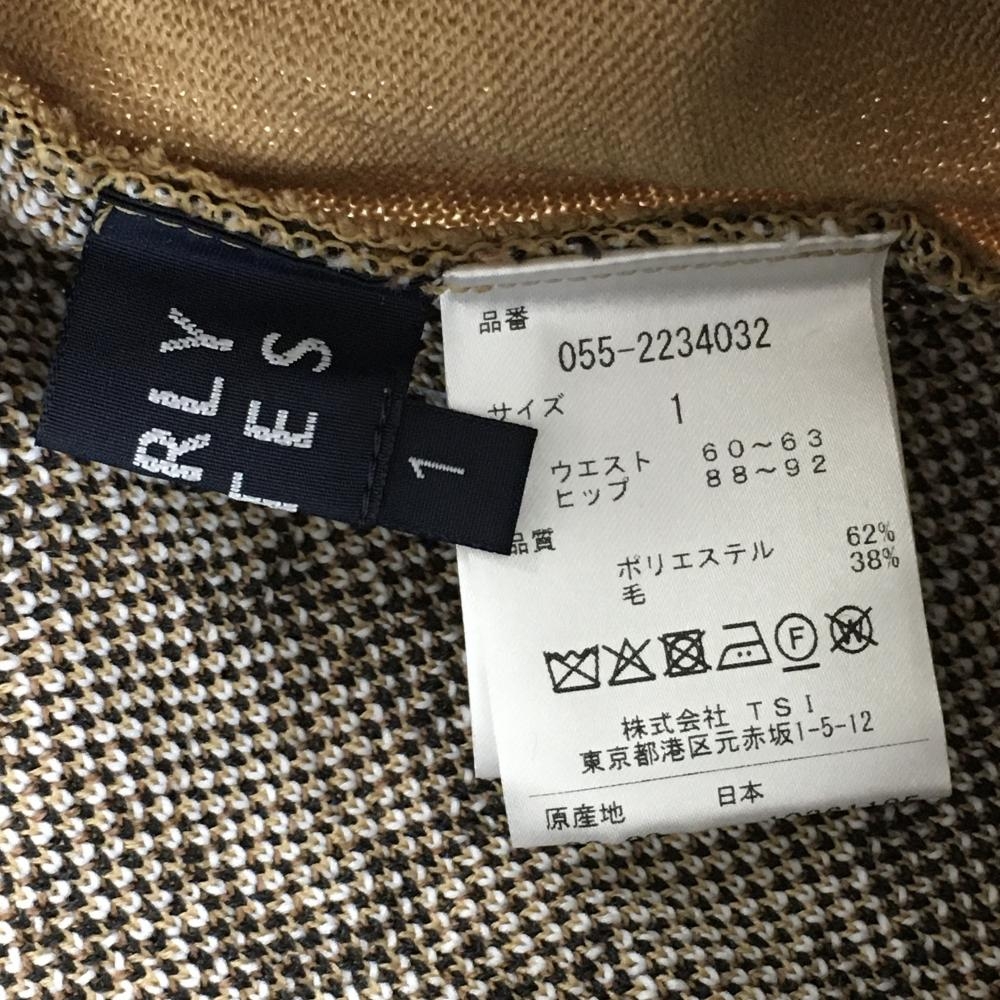 RLY
ES
1
品番
055-2234032
サイズ 1
ウエスト 60〜63
ヒップ 88〜92
品質
ポリエステル 62%
毛 38%
F
W
株式会社 TSI
東京都港区元赤坂1-5-12
原産地 日本